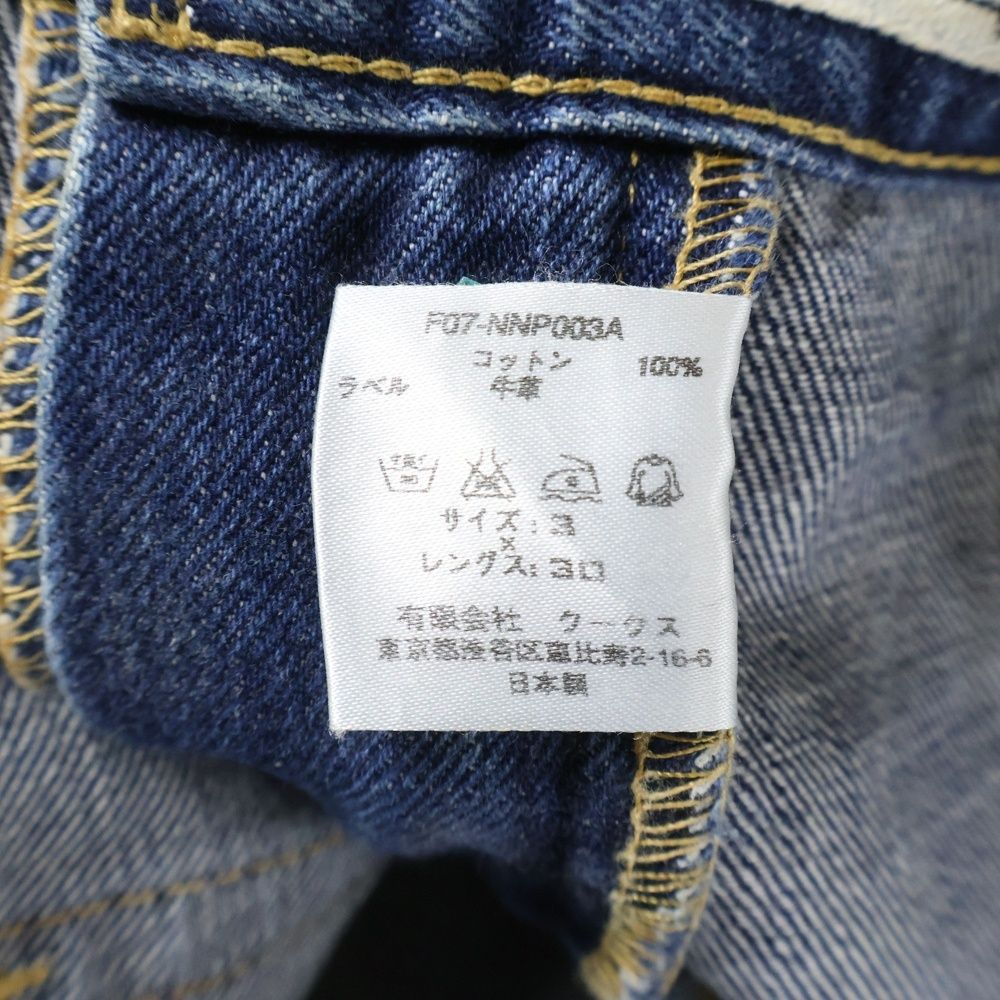 F07-NNP003A
コットン 100%
ラベル 牛革
サイズ：3
×
レングス：30
有限会社 クークス
東京都渋谷区恵比寿2-16-6
日本製